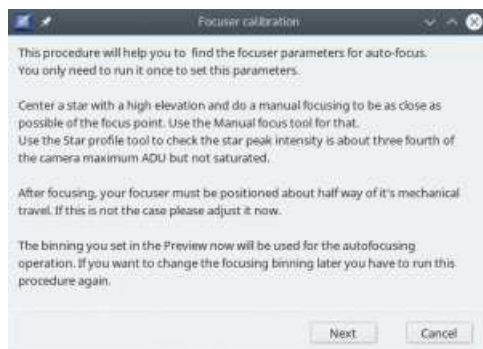 Focuser calibration
This procedure will help you to find the focuser parameters for auto-focus.
You only need to run it once to set this parameters.
Center a star with a high elevation and do a manual focusing to be as close as
possible of the focus point. Use the Manual focus tool for that.
Use the Star profile tool to check the star peak intensity is about three fourth of
the camera maximum ADU but not saturated.
After focusing, your focuser must be positioned about half way of it's mechanical
travel. If this is not the case please adjust it now.
The binning you set in the Preview now will be used for the autofocusing
operation. If you want to change the focusing binning later you have to run this
procedure again.
Next Cancel